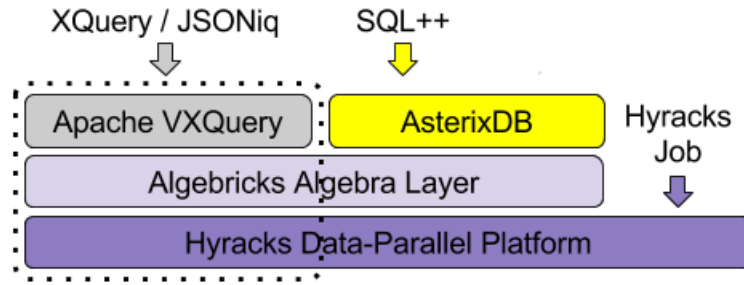 XQuery / JSONiq
SQL++
Apache VXQuery
AsterixDB
Hyracks
Job
Algebricks Algebra Layer
Hyracks Data-Parallel Platform